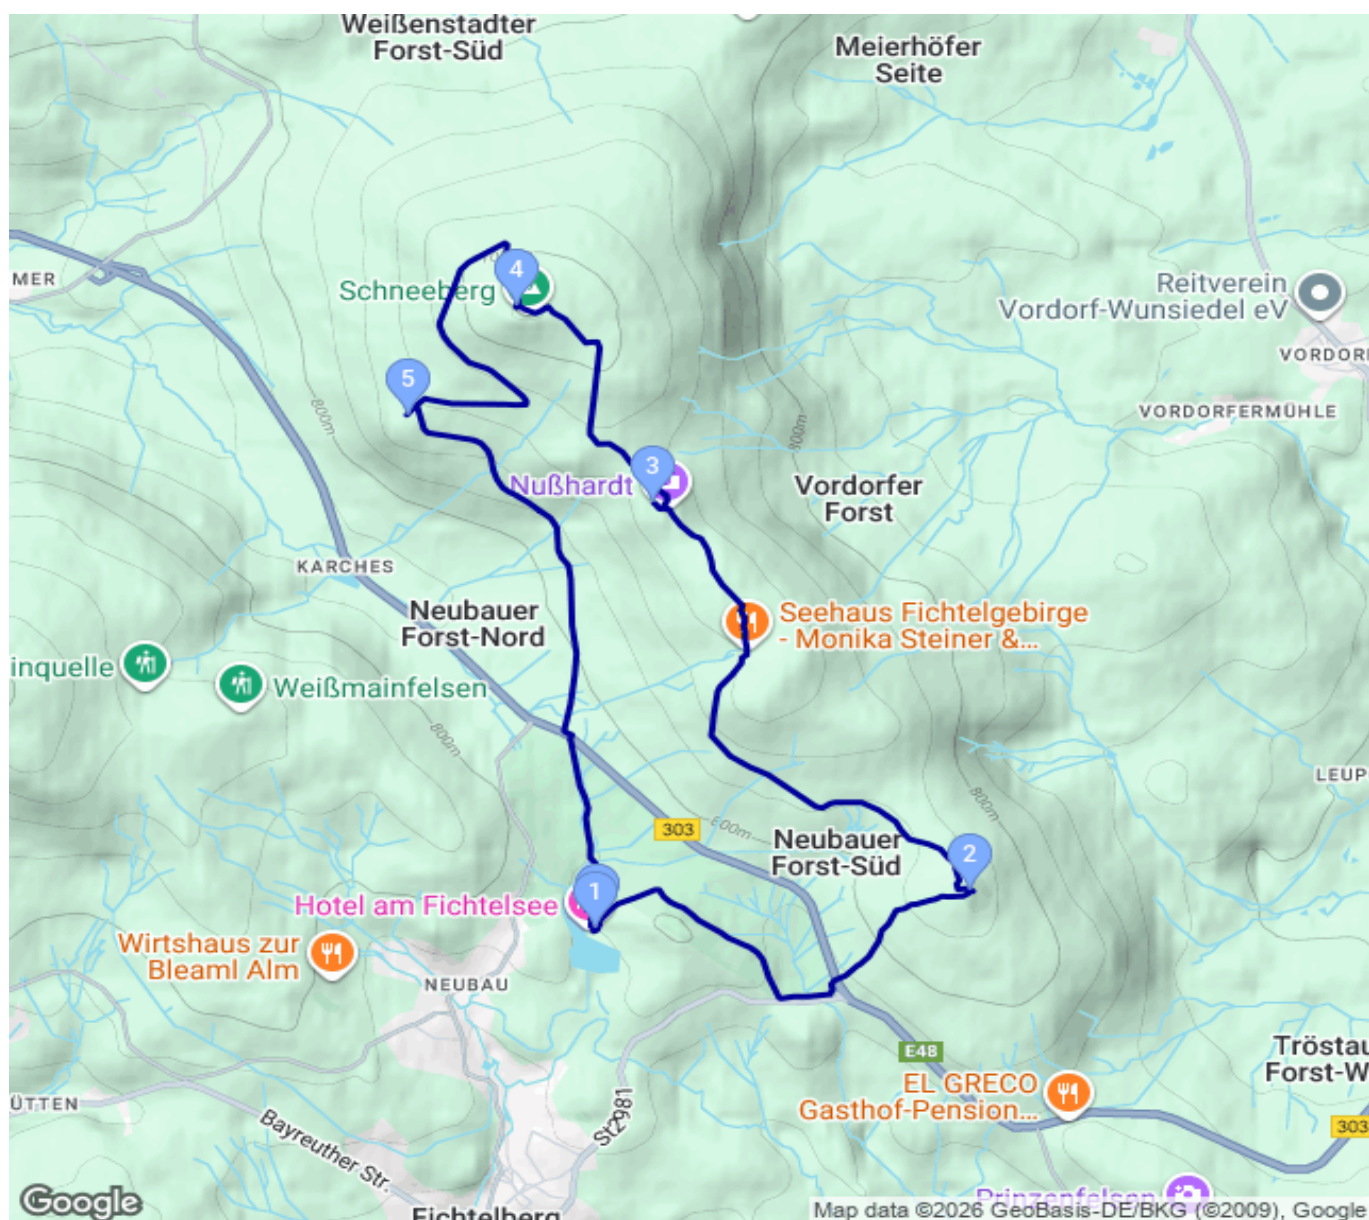 Weißenstadter
Forst-Süd
Meierhöfer
Seite
MER
4
Schneeberg
Reitverein
Vordorf-Wunsiedel eV
VORDOR
5
800m
VORDORFERMÜHLE
800m
3
Nußhardt
Vordorfer
Forst
KARCHES
Neubauer
Forst-Nord
Seehaus Fichtelgebirge
- Monika Steiner &...
inquelle
Weißmainfelsen
800m
LEUP
800m
303
800m
Neubauer
Forst-Süd
2
1
Hotel am Fichtelsee
Wirtshaus zur
Bleaml Alm
NEUBAU
E48
Tröstau
Forst-W
EL GRECO
Gasthof-Pension...
ÜTTEN
St2981
303
Bayreuther Str.
Prinzenfelsen
Fichtelberg
Google
Map data ©2026 GeoBasis-DE/BKG (©2009), Google